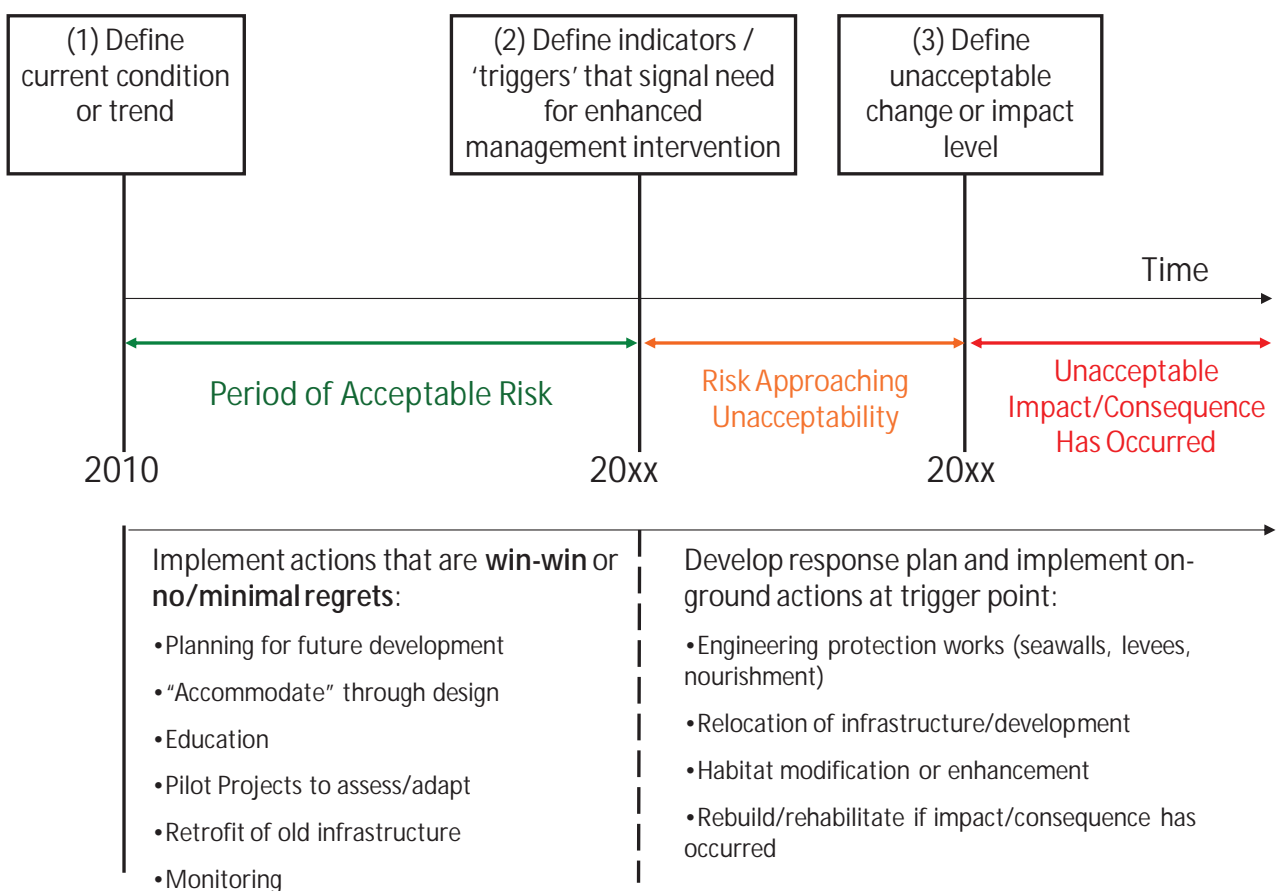 (1) Define
current condition
or trend
(2) Define indicators /
‘triggers’ that signal need
for enhanced
management intervention
(3) Define
unacceptable
change or impact
level
Time
Period of Acceptable Risk
Risk Approaching
Unacceptability
Unacceptable
Impact/Consequence
Has Occurred
2010
20xx
20xx
Implement actions that are win-win or
no/minimal regrets:
•Planning for future development
•“Accommodate” through design
•Education
•Pilot Projects to assess/adapt
•Retrofit of old infrastructure
•Monitoring
Develop response plan and implement on-
ground actions at trigger point:
•Engineering protection works (seawalls, levees,
nourishment)
•Relocation of infrastructure/development
•Habitat modification or enhancement
•Rebuild/rehabilitate if impact/consequence has
occurred